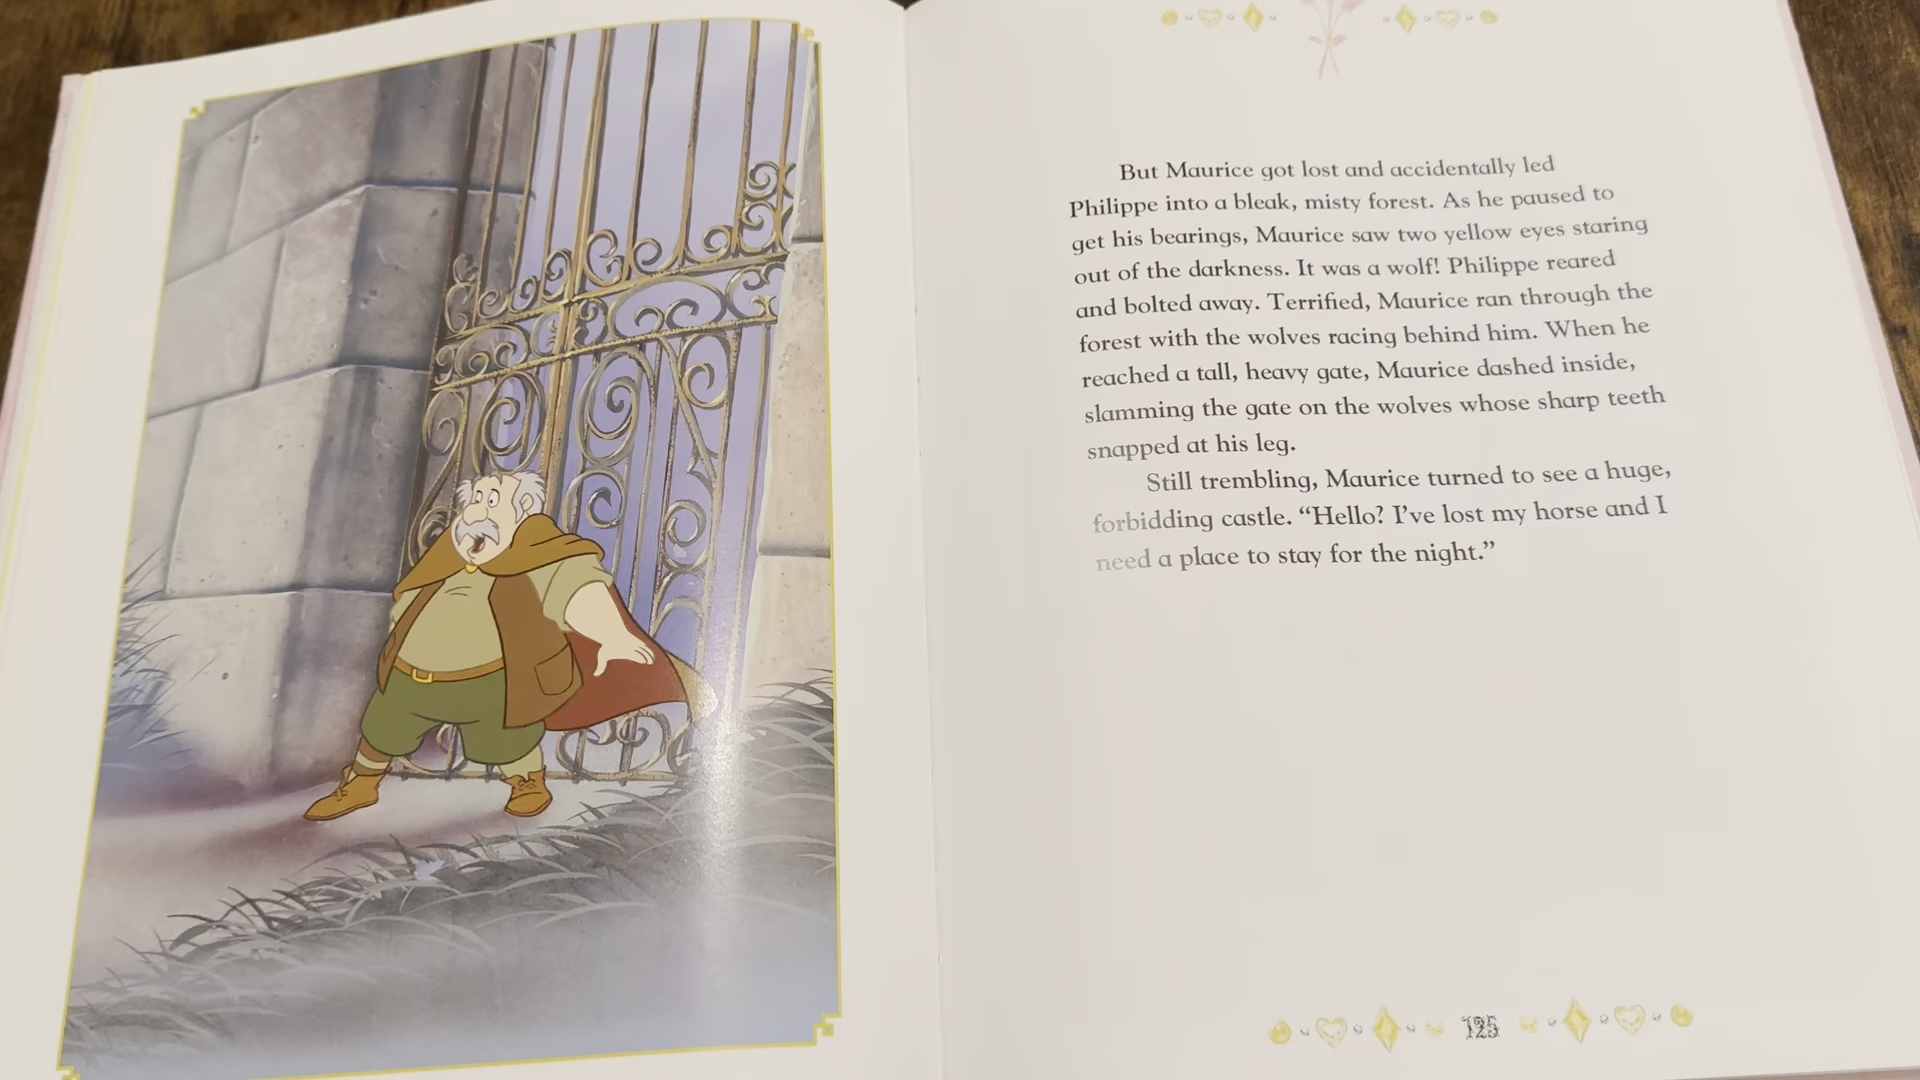 But Maurice got lost and accidentally led
Philippe into a bleak, misty forest. As he paused to
get his bearings, Maurice saw two yellow eyes staring
out of the darkness. It was a wolf! Philippe reared
and bolted away. Terrified, Maurice ran through the
forest with the wolves racing behind him. When he
reached a tall, heavy gate, Maurice dashed inside,
slamming the gate on the wolves whose sharp teeth
snapped at his leg.
Still trembling, Maurice turned to see a huge,
forbidding castle. “Hello? I’ve lost my horse and I
need a place to stay for the night.”
125